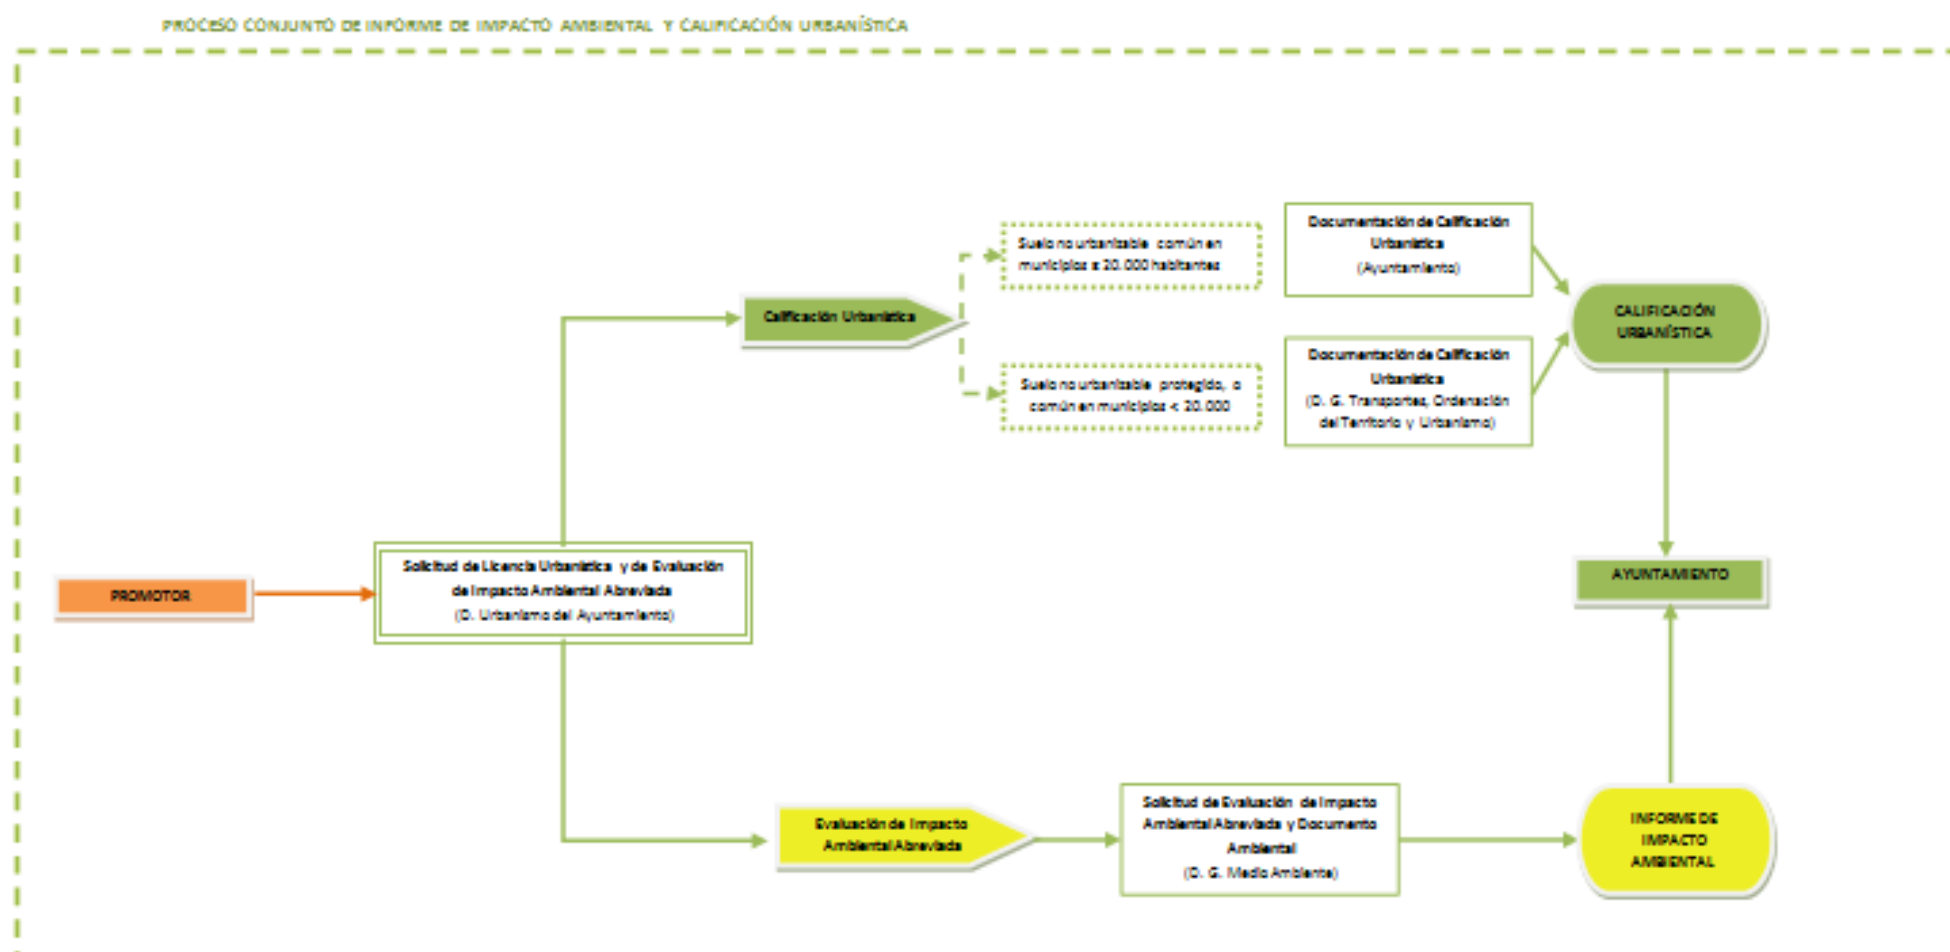 PROCESO CONJUNTO DE INFORME DE IMPACTO AMBIENTAL Y CALIFICACIÓN URBANÍSTICA
Suelo no urbanizable común en
municipios ≥ 20.000 habitantes
Documentación de Calificación
Urbanística
(Ayuntamiento)
Calificación Urbanística
CALIFICACIÓN
URBANÍSTICA
Suelo no urbanizable protegido, o
común en municipios < 20.000
Documentación de Calificación
Urbanística
(D. G. Transportes, Ordenación
del Territorio y Urbanismo)
PROMOTOR
Solicitud de Licencia Urbanística y de Evaluación
de Impacto Ambiental Abreviada
(D. Urbanismo del Ayuntamiento)
AYUNTAMIENTO
Evaluación de Impacto
Ambiental Abreviada
Solicitud de Evaluación de Impacto
Ambiental Abreviada y Documento
Ambiental
(D. G. Medio Ambiente)
INFORME DE
IMPACTO
AMBIENTAL